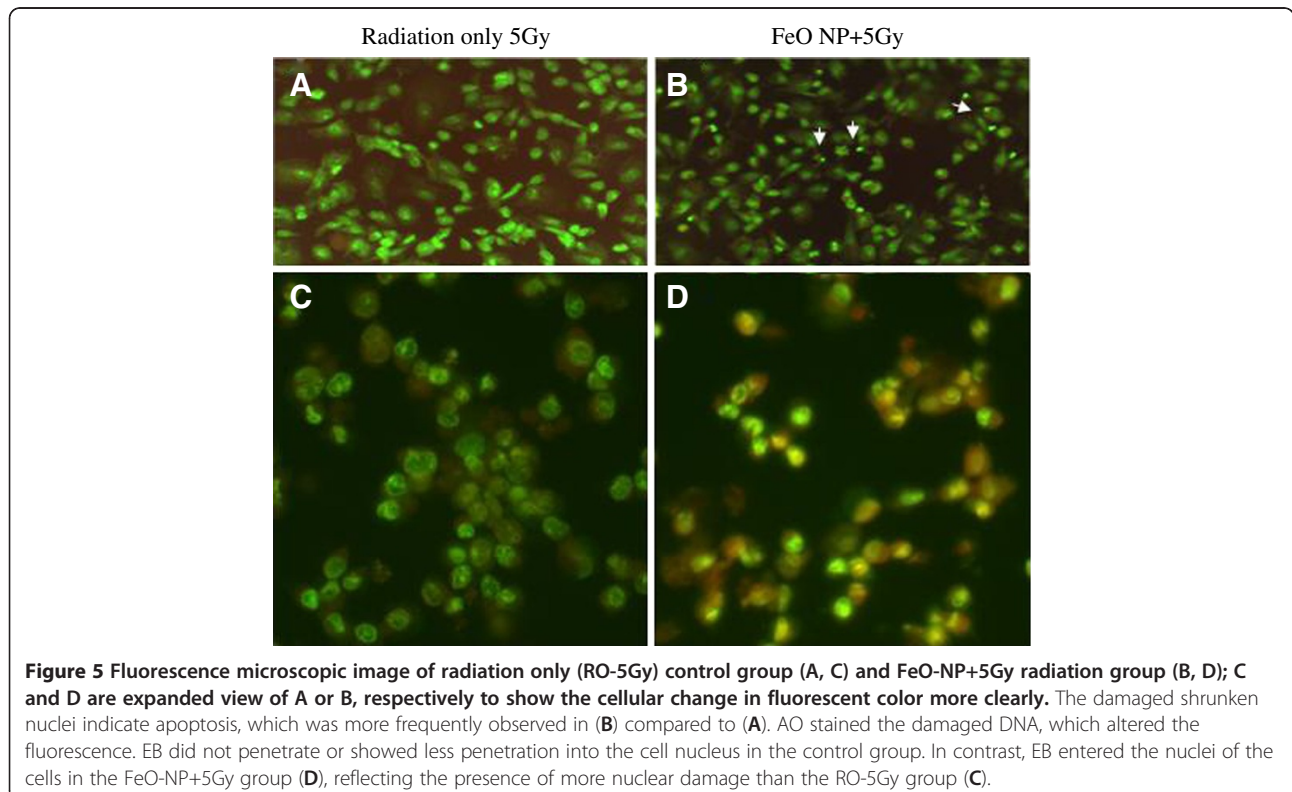 Radiation only 5Gy
FeO NP+5Gy
A
B
C
D
Figure 5 Fluorescence microscopic image of radiation only (RO-5Gy) control group (A, C) and FeO-NP+5Gy radiation group (B, D); C
and D are expanded view of A or B, respectively to show the cellular change in fluorescent color more clearly. The damaged shrunken
nuclei indicate apoptosis, which was more frequently observed in (B) compared to (A). AO stained the damaged DNA, which altered the
fluorescence. EB did not penetrate or showed less penetration into the cell nucleus in the control group. In contrast, EB entered the nuclei of the
cells in the FeO-NP+5Gy group (D), reflecting the presence of more nuclear damage than the RO-5Gy group (C).